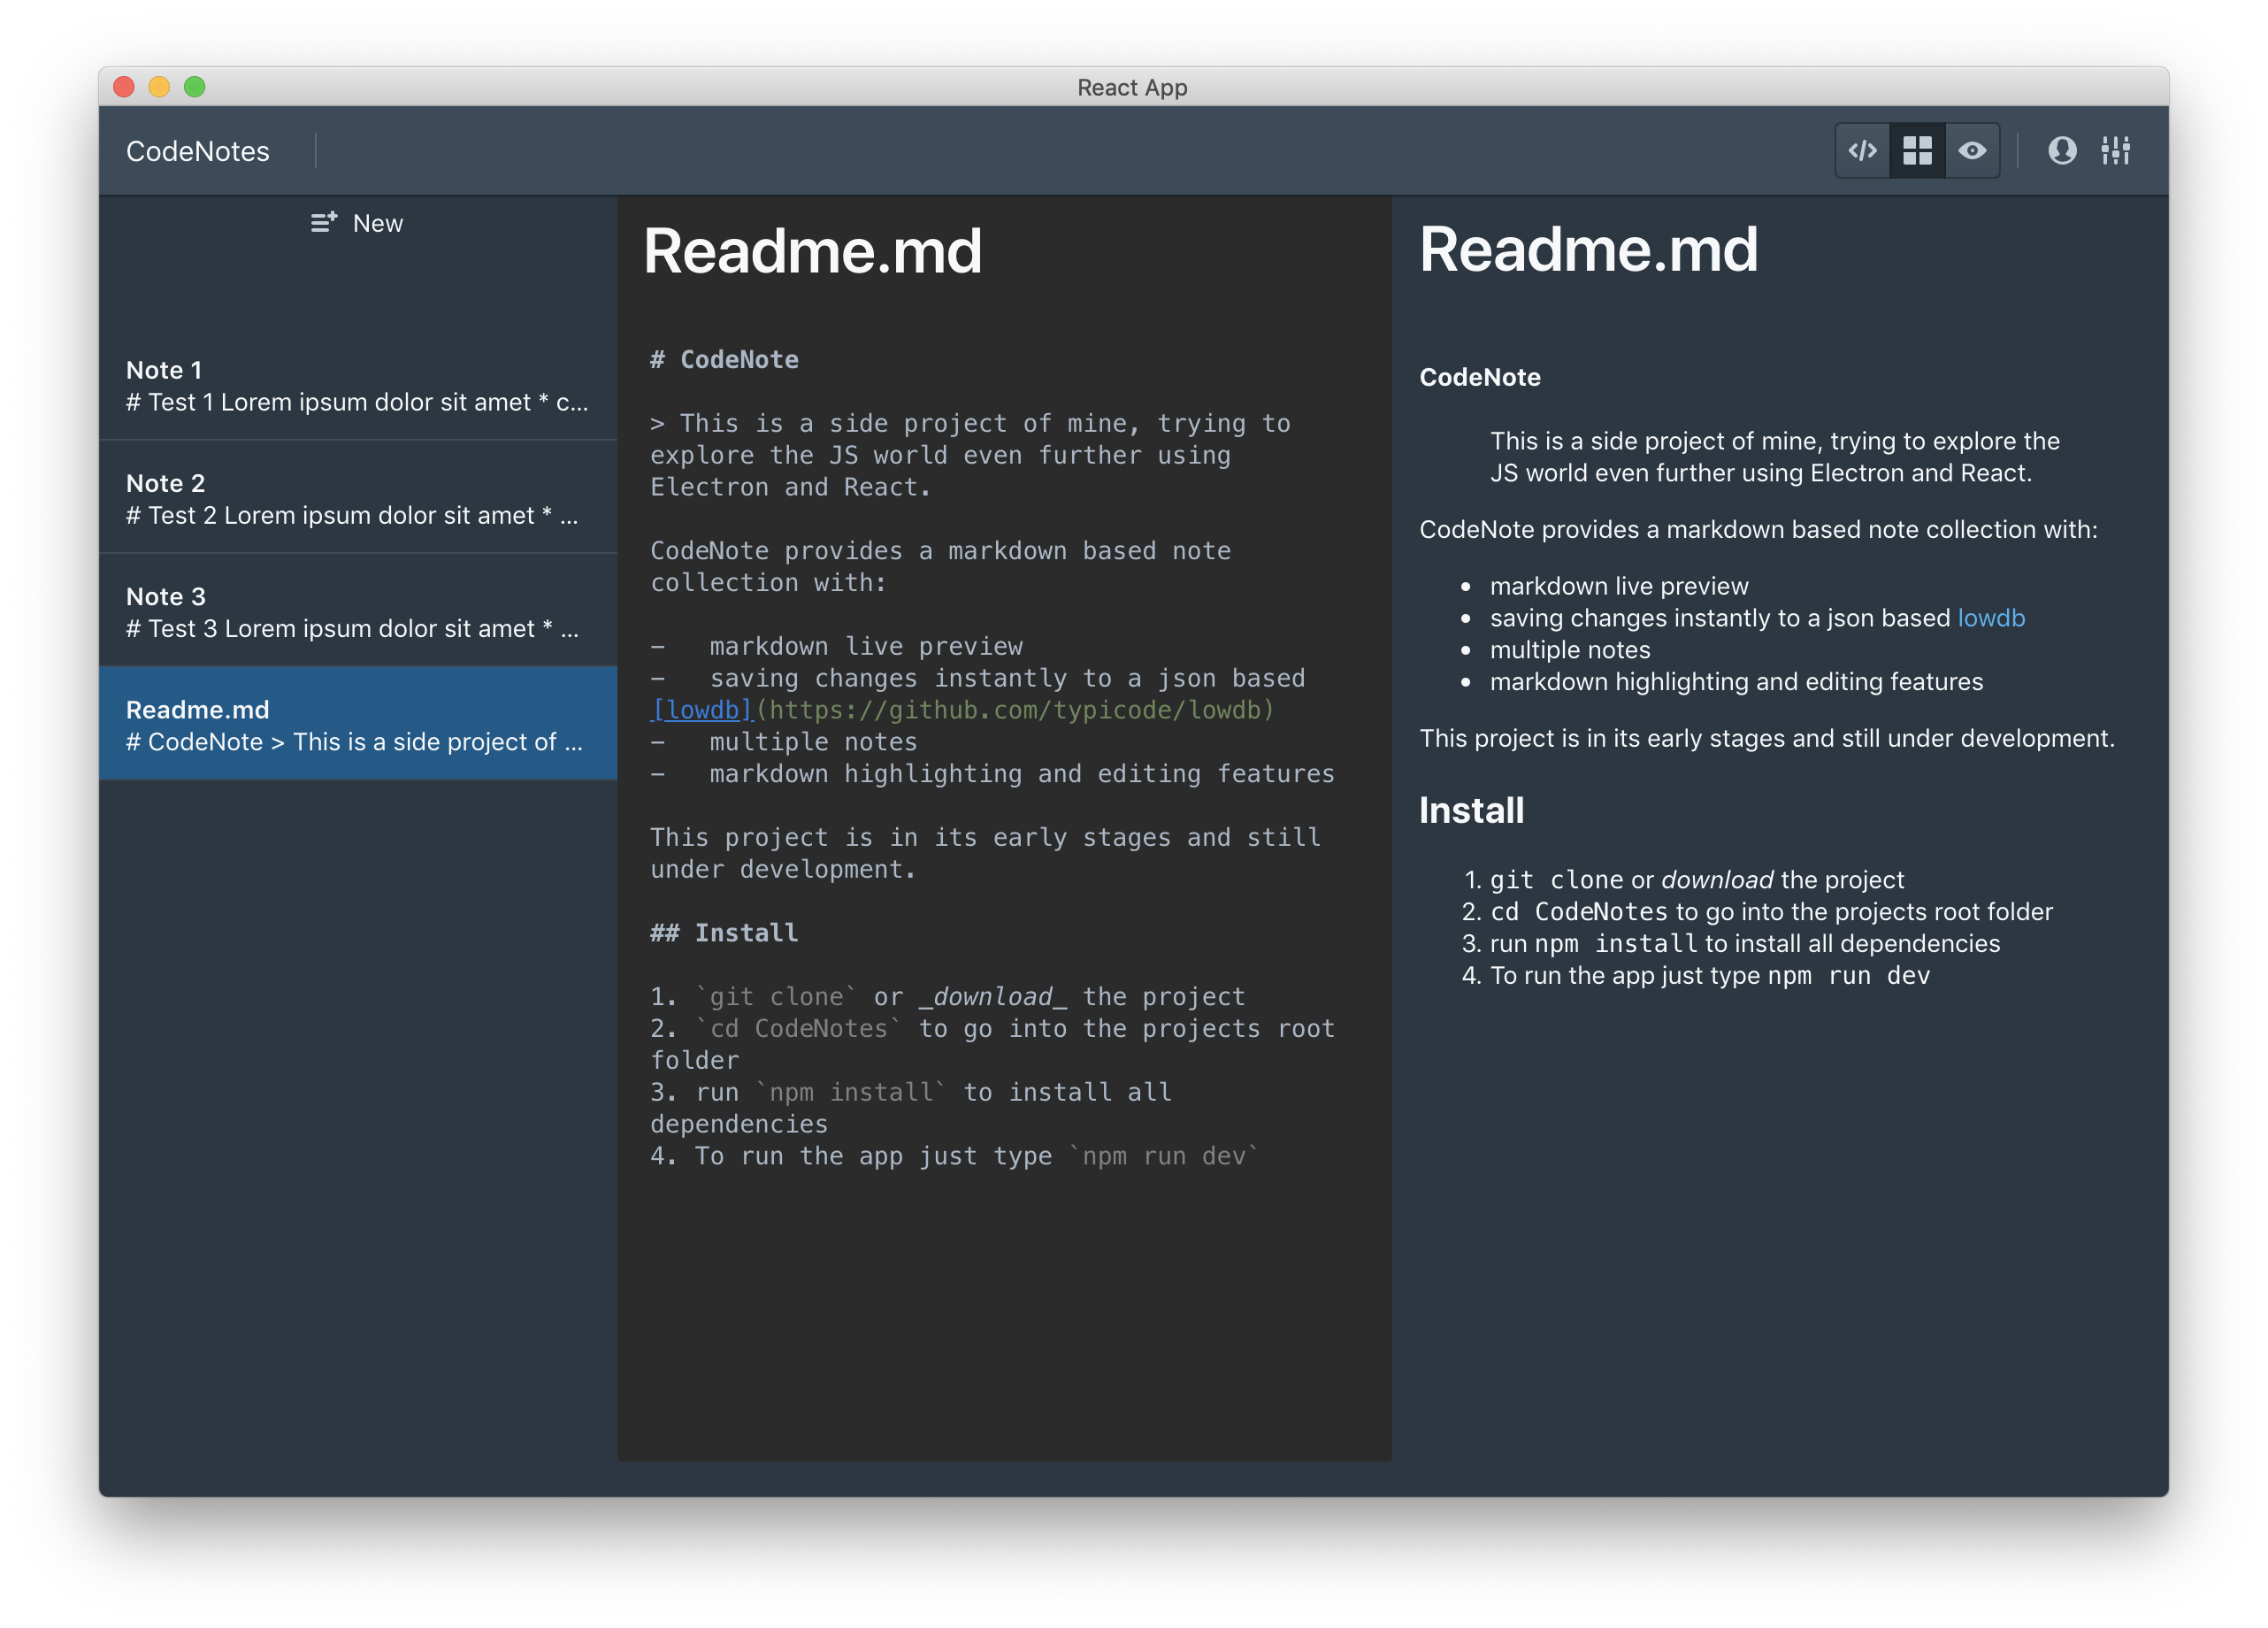 React App
CodeNotes
New
Note 1
# Test 1 Lorem ipsum dolor sit amet * c...
Note 2
# Test 2 Lorem ipsum dolor sit amet * ...
Note 3
# Test 3 Lorem ipsum dolor sit amet * ...
Readme.md
# CodeNote > This is a side project of ...
Readme.md
# CodeNote
> This is a side project of mine, trying to
explore the JS world even further using
Electron and React.
CodeNote provides a markdown based note
collection with:
-   markdown live preview
-   saving changes instantly to a json based
[lowdb](https://github.com/typicode/lowdb)
-   multiple notes
-   markdown highlighting and editing features
This project is in its early stages and still
under development.
## Install
1. `git clone` or _download_ the project
2. `cd CodeNotes` to go into the projects root
folder
3. run `npm install` to install all
dependencies
4. To run the app just type `npm run dev`
Readme.md
CodeNote
This is a side project of mine, trying to explore the
JS world even further using Electron and React.
CodeNote provides a markdown based note collection with:
• markdown live preview
• saving changes instantly to a json based lowdb
• multiple notes
• markdown highlighting and editing features
This project is in its early stages and still under development.
Install
1. git clone or download the project
2. cd CodeNotes to go into the projects root folder
3. run npm install to install all dependencies
4. To run the app just type npm run dev